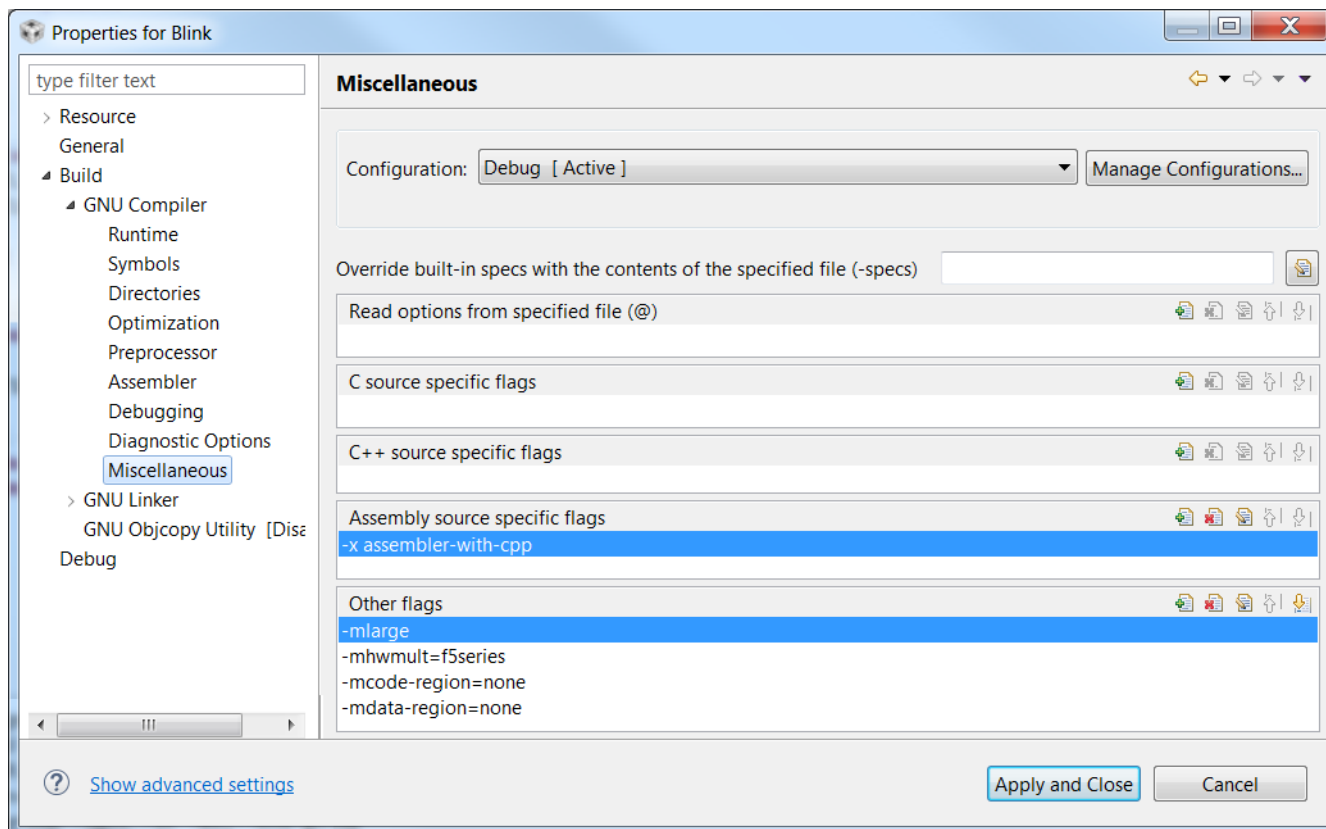 Properties for Blink
type filter text
Resource
General
Build
GNU Compiler
Runtime
Symbols
Directories
Optimization
Preprocessor
Assembler
Debugging
Diagnostic Options
Miscellaneous
GNU Linker
GNU Objcopy Utility [Disa
Debug
Miscellaneous
Configuration: Debug [ Active ] Manage Configurations...
Override built-in specs with the contents of the specified file (-specs)
Read options from specified file (@)
C source specific flags
C++ source specific flags
Assembly source specific flags
-x assembler-with-cpp
Other flags
-mlarge
-mhwmult=f5series
-mcode-region=none
-mdata-region=none
Show advanced settings Apply and Close Cancel